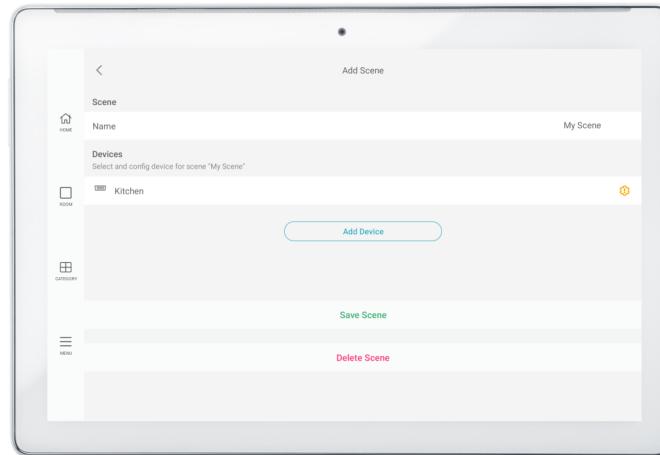 Add Scene
Scene
Name My Scene
Devices
Select and config device for scene "My Scene"
Kitchen
Add Device
Save Scene
Delete Scene
HOME
ROOM
CATEGORY
MENU